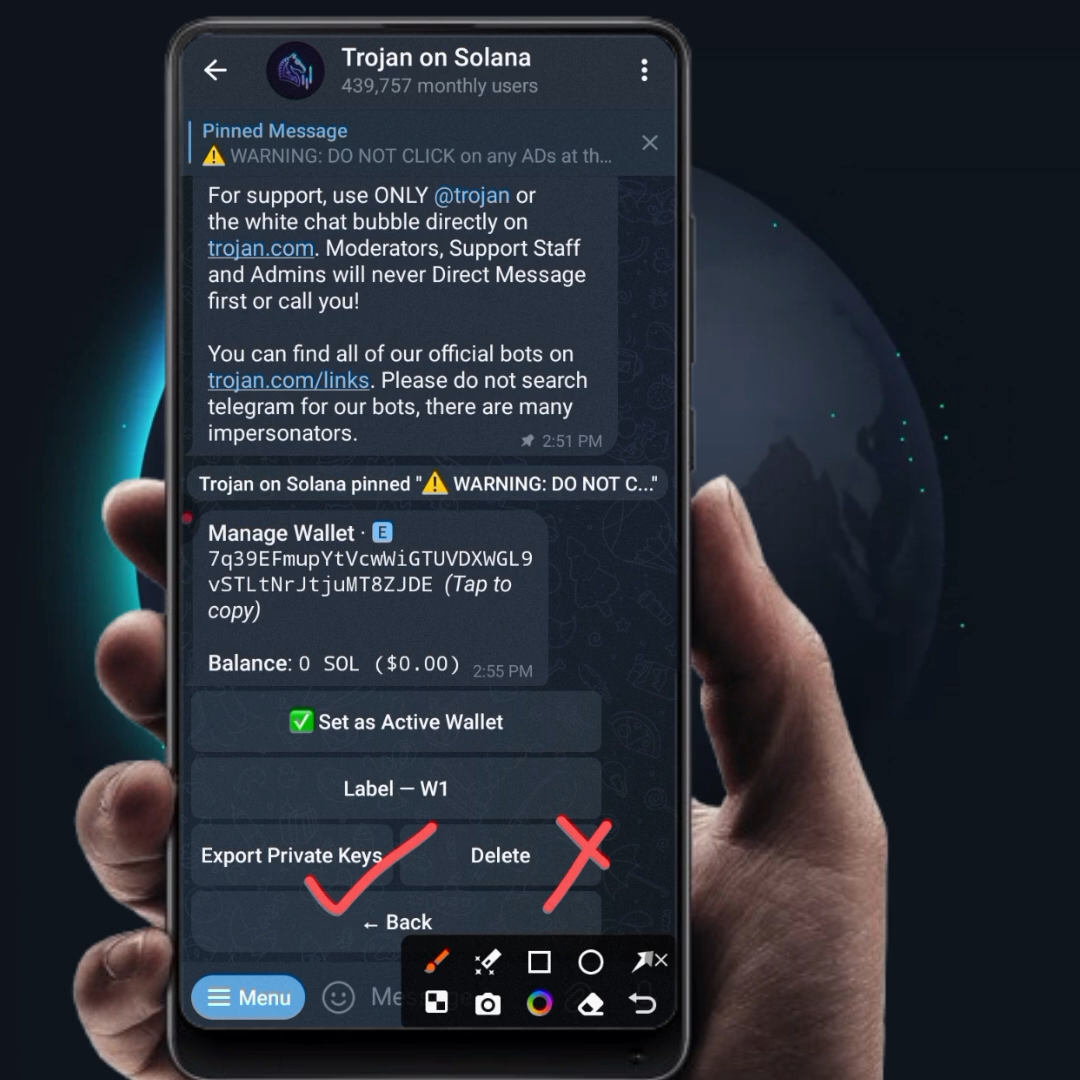 Trojan on Solana
439,757 monthly users
Pinned Message
⚠️ WARNING: DO NOT CLICK on any ADs at th...
For support, use ONLY @trojan or
the white chat bubble directly on
trojan.com. Moderators, Support Staff
and Admins will never Direct Message
first or call you!
You can find all of our official bots on
trojan.com/links. Please do not search
telegram for our bots, there are many
impersonators.
2:51 PM
Trojan on Solana pinned "⚠️ WARNING: DO NOT C..."
Manage Wallet · E
7q39EFmupYtVcwWiGTUVDXWGL9
vSTLtNrJtjuMT8ZJDE (Tap to
copy)
Balance: 0 SOL ($0.00) 2:55 PM
✅ Set as Active Wallet
Label — W1
Export Private Keys
Delete
← Back
Menu